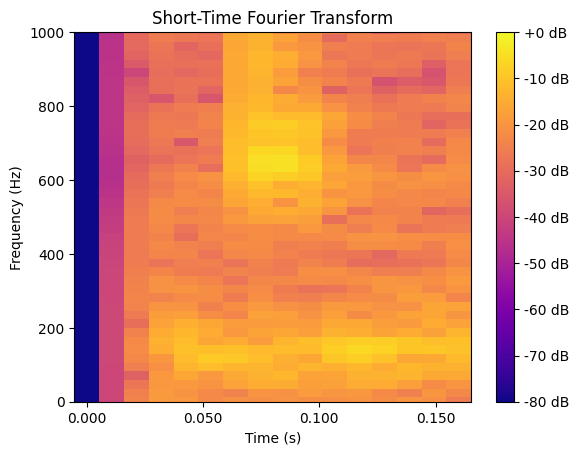 Short-Time Fourier Transform
1000
800
600
400
200
0
Frequency (Hz)
0.000
0.050
0.100
0.150
Time (s)
+0 dB
-10 dB
-20 dB
-30 dB
-40 dB
-50 dB
-60 dB
-70 dB
-80 dB